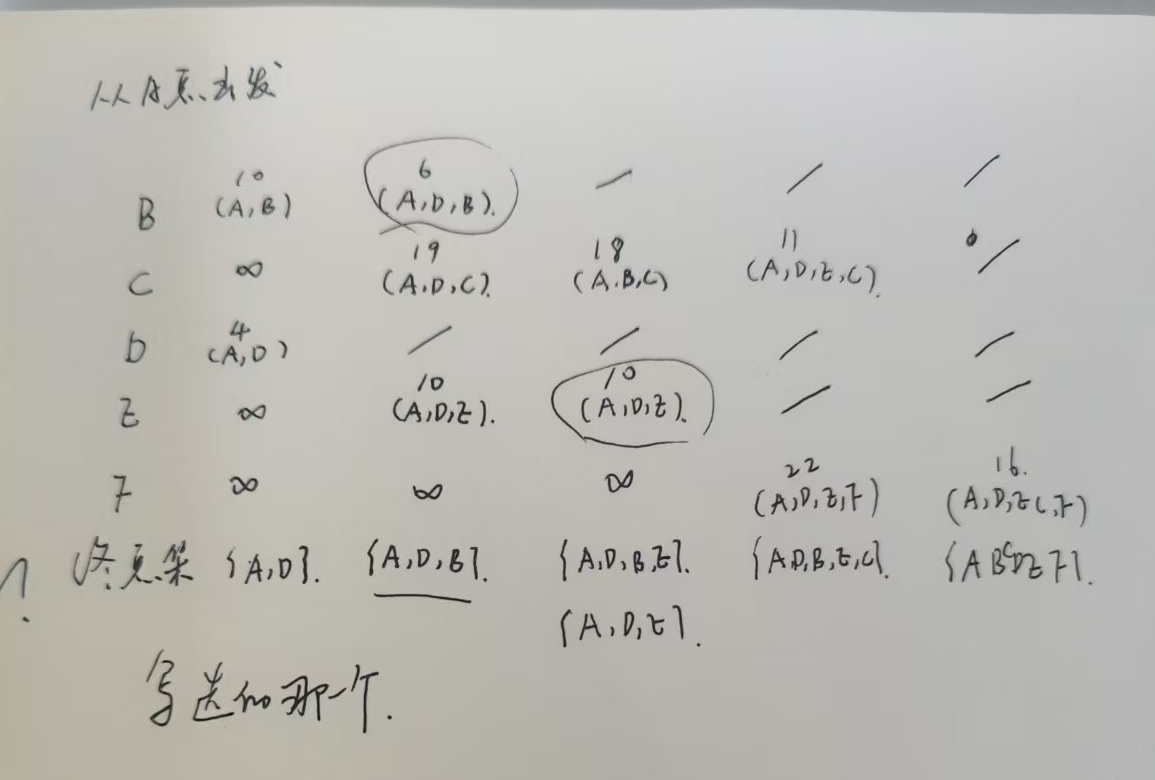 从A点出发
B 10 (A,B) 6 (A,D,B). / / /
C ∞ 19 (A,D,C). 18 (A.B,C) 11 (A,D,E,C). /
D 4 (A,D) / / / /
E ∞ 10 (A,D,E). 10 (A,D,E). / /
F ∞ ∞ ∞ 22 (A,D,E,F) 16. (A,D,E C,F)
? 终点集 {A,D}. {A,D,B}. {A,D,B,E}. {A,D,B,E,C}. {A B C D E F}.
{A,D,E}.
写选的那一个.